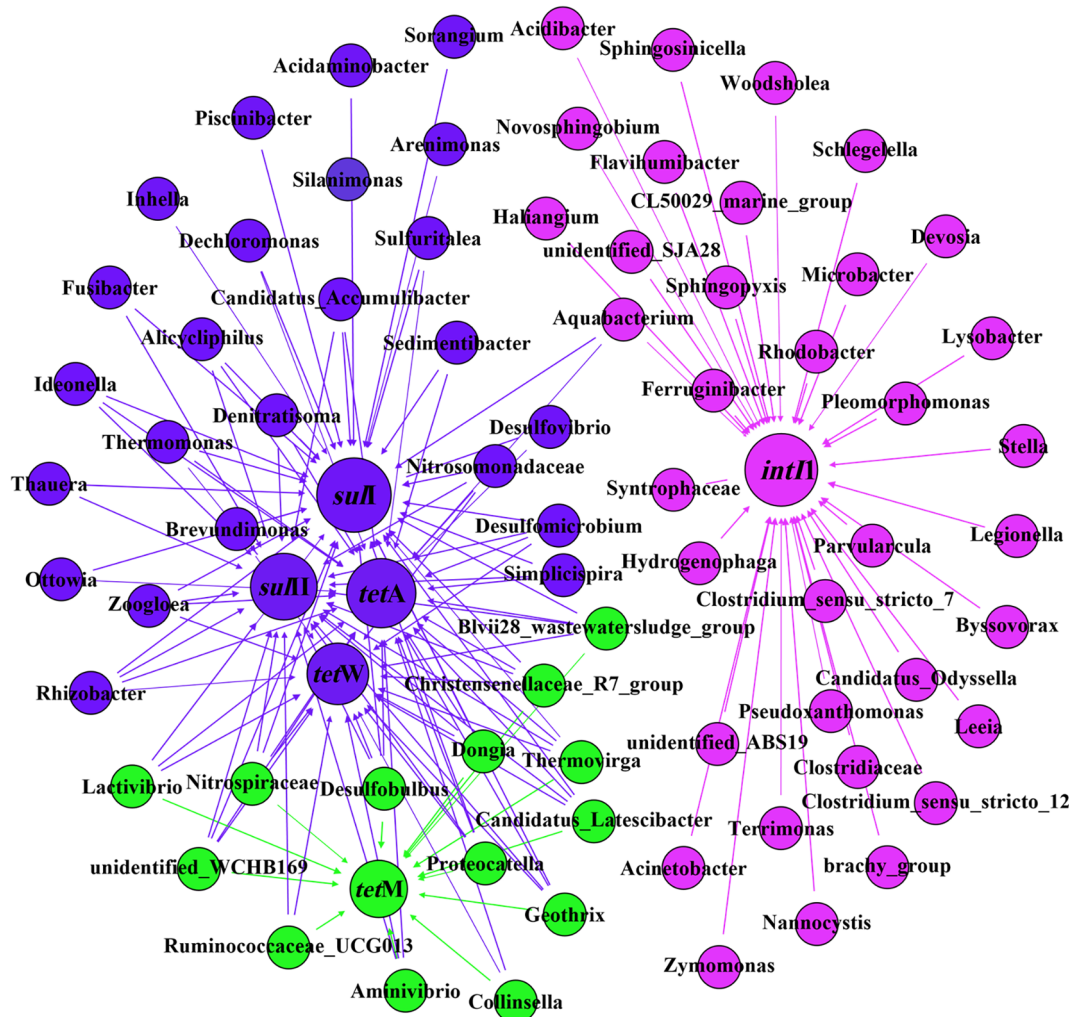 Sorangium
Acidibacter
Sphingosinicella
Acidaminobacter
Woodsholea
Piscinibacter
Novosphingobium
Arenimonas
Schlegelella
Flavihumibacter
Silanimonas
Inhella
CL50029_marine_group
Haliangium
Dechloromonas
Sulfuritalea
Devosia
unidentified_SJA28
Microbacter
Fusibacter
Sphingopyxis
Candidatus_Accumulibacter
Aquabacterium
Alicycliphilus
Lysobacter
Sedimentibacter
Rhodobacter
Ideonella
Ferruginibacter
Pleomorphomonas
Denitratisoma
Desulfovibrio
Thermomonas
Stella
Nitrosomonadaceae
intI1
Thauera
Syntrophaceae
sulI
Desulfomicrobium
Brevundimonas
Legionella
Parvularcula
Hydrogenophaga
Simplicispira
Ottowia
sulII
tetA
Clostridium_sensu_stricto_7
Zoogloea
Blvii28_wastewatersludge_group
Byssovorax
tetW
Candidatus_Odyssella
Christensenellaceae_R7_group
Rhizobacter
Pseudoxanthomonas
Leeia
unidentified_ABS19
Dongia
Thermovirga
Clostridiaceae
Nitrospiraceae
Lactivibrio
Desulfobulbus
Clostridium_sensu_stricto_12
Candidatus_Latescibacter
Terrimonas
Proteocatella
unidentified_WCHB169
Acinetobacter
brachy_group
tetM
Geothrix
Nannocystis
Ruminococcaceae_UCG013
Zymomonas
Aminivibrio
Collinsella